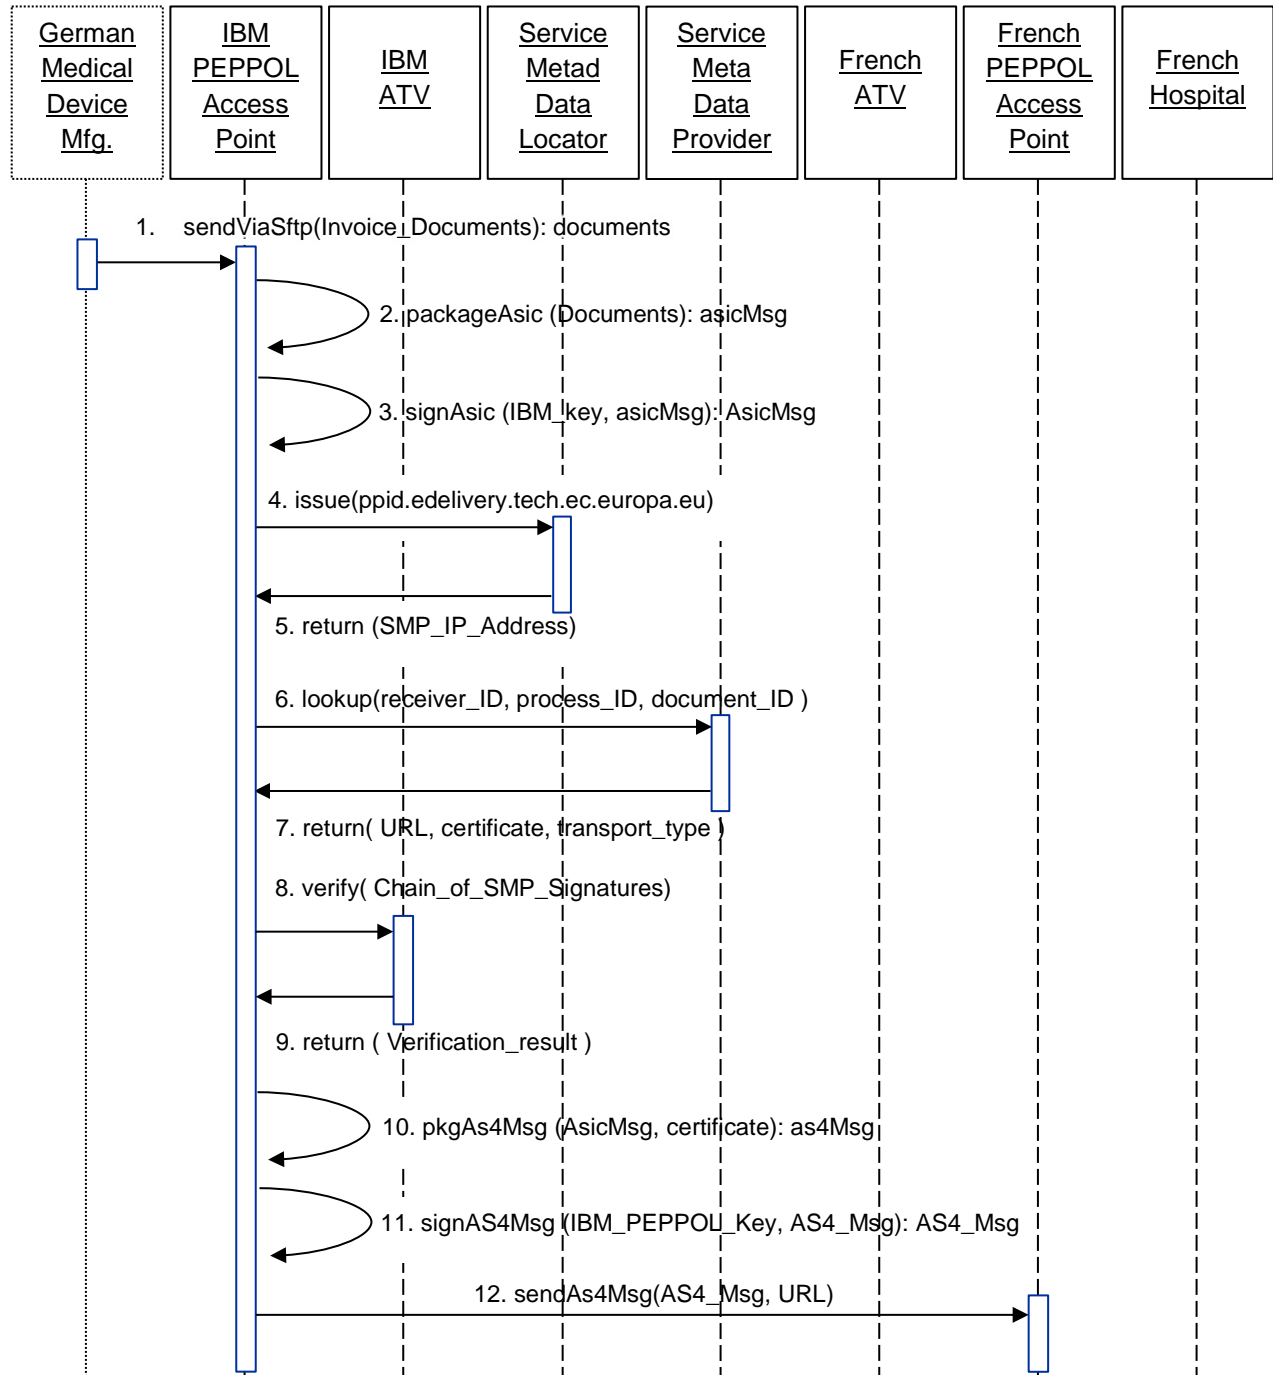 German
Medical
Device
Mfg.
IBM
PEPPOL
Access
Point
IBM
ATV
Service
Metad
Data
Locator
Service
Meta
Data
Provider
French
ATV
French
PEPPOL
Access
Point
French
Hospital
1. sendViaSftp(Invoice_Documents): documents
2. packageAsic (Documents): asicMsg
3. signAsic (IBM_key, asicMsg): AsicMsg
4. issue(ppid.edelivery.tech.ec.europa.eu)
5. return (SMP_IP_Address)
6. lookup(receiver_ID, process_ID, document_ID )
7. return( URL, certificate, transport_type )
8. verify( Chain_of_SMP_Signatures)
9. return ( Verification_result )
10. pkgAs4Msg (AsicMsg, certificate): as4Msg
11. signAS4Msg (IBM_PEPPOL_Key, AS4_Msg): AS4_Msg
12. sendAs4Msg(AS4_Msg, URL)